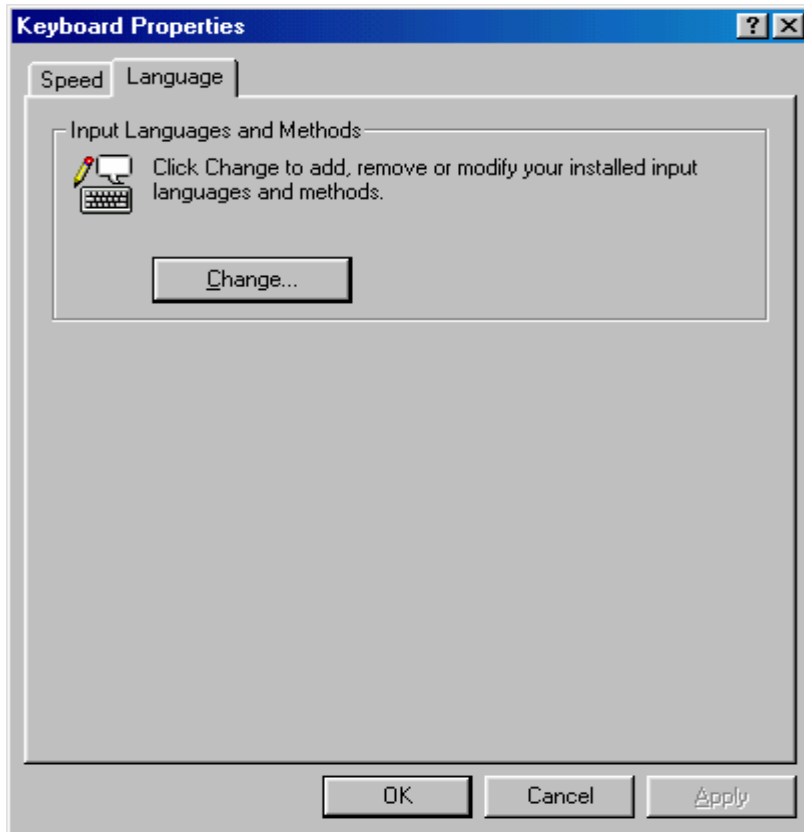 Keyboard Properties
Speed
Language
Input Languages and Methods
Click Change to add, remove or modify your installed input
languages and methods.
Change...
OK
Cancel
Apply